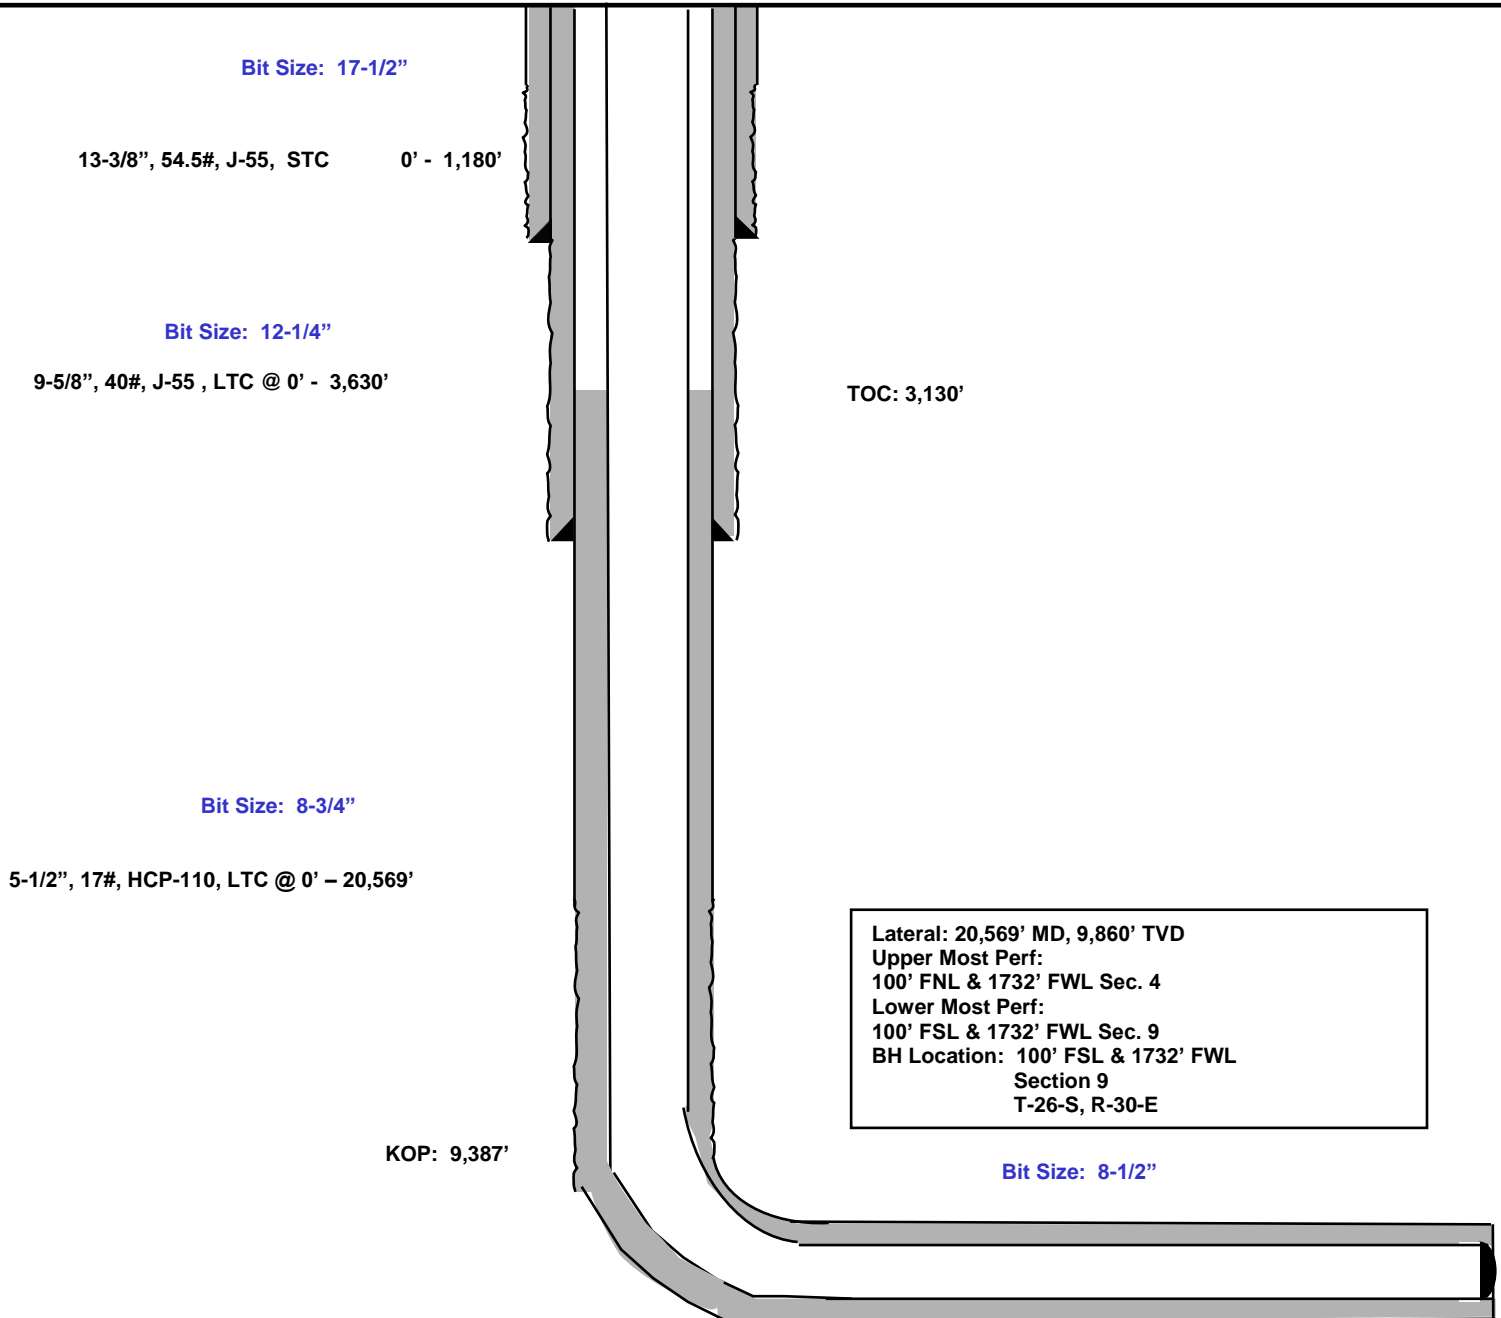 Bit Size: 17-1/2”
13-3/8”, 54.5#, J-55, STC 0’ - 1,180’
Bit Size: 12-1/4”
9-5/8”, 40#, J-55 , LTC @ 0’ - 3,630’
TOC: 3,130’
Bit Size: 8-3/4”
5-1/2”, 17#, HCP-110, LTC @ 0’ – 20,569’
Lateral: 20,569’ MD, 9,860’ TVD
Upper Most Perf:
100’ FNL & 1732’ FWL Sec. 4
Lower Most Perf:
100’ FSL & 1732’ FWL Sec. 9
BH Location: 100’ FSL & 1732’ FWL
Section 9
T-26-S, R-30-E
KOP: 9,387’
Bit Size: 8-1/2”